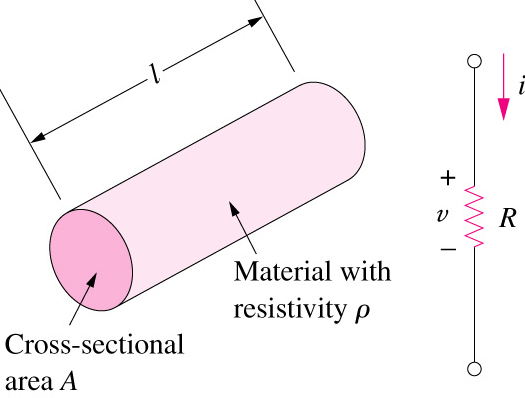 l
i
+
v
R
−
Material with
resistivity ρ
Cross-sectional
area A